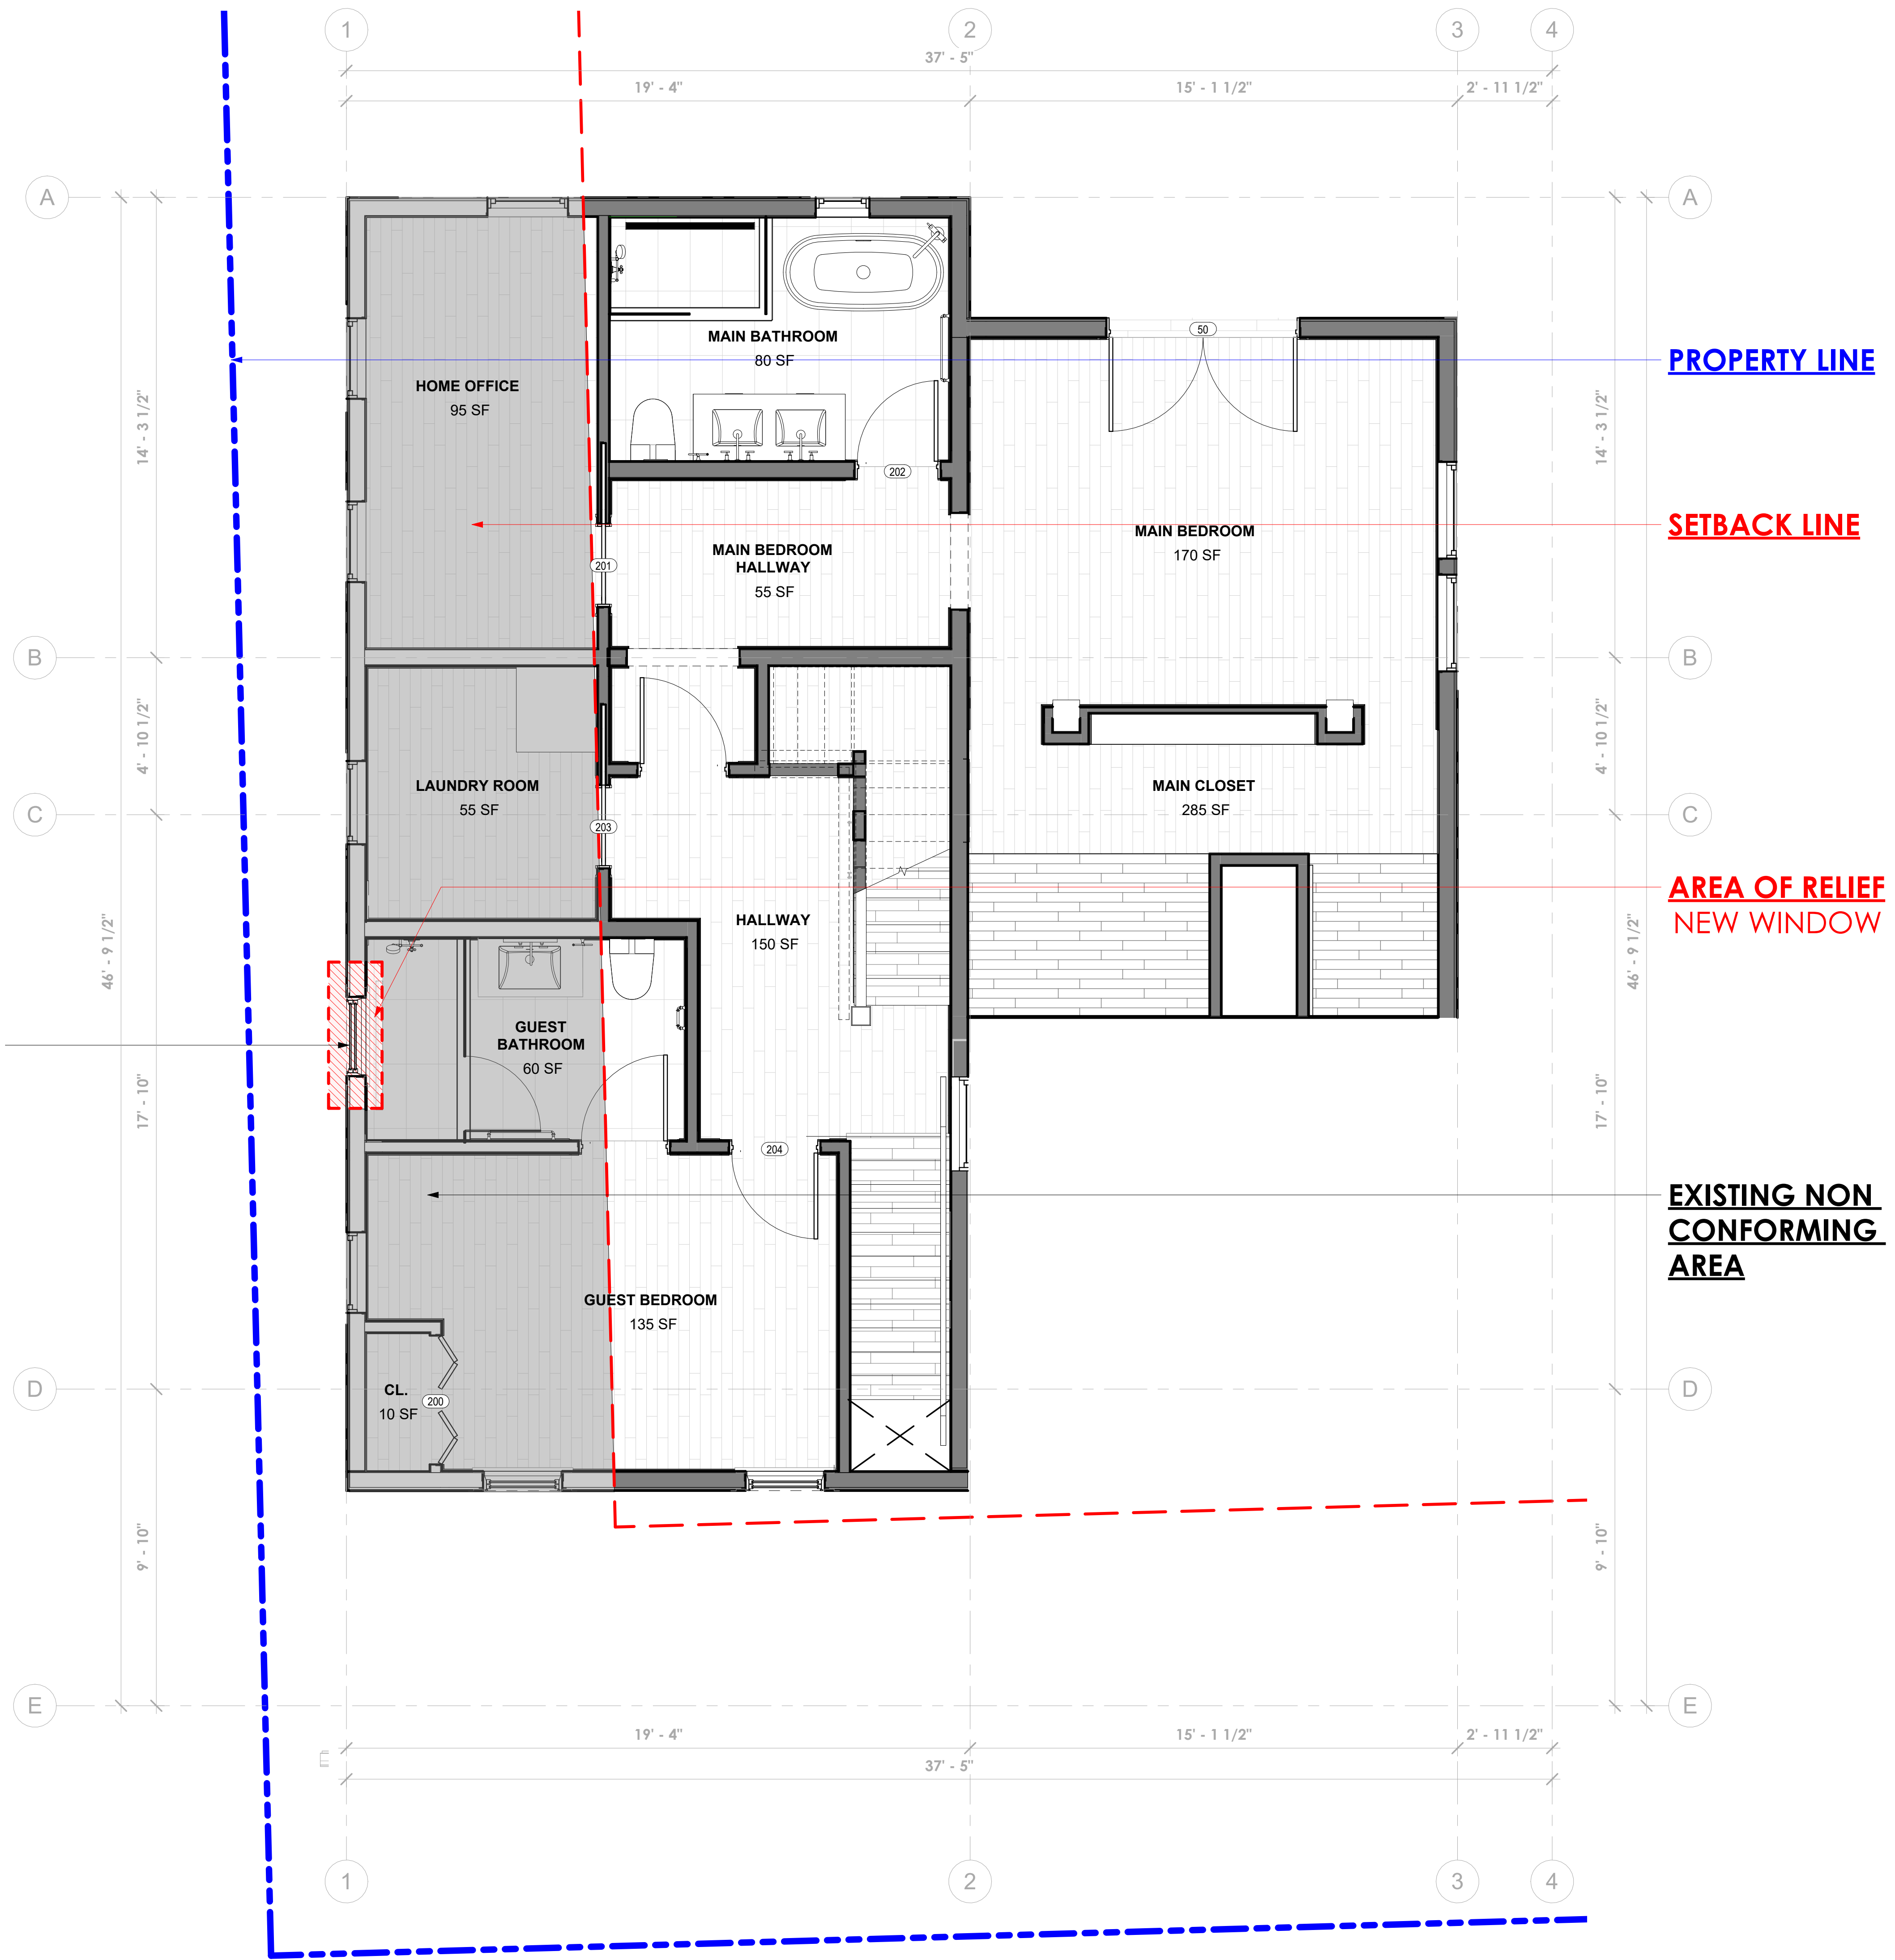 1
2
3
4
37' - 5"
19' - 4"
15' - 1 1/2"
2' - 11 1/2"
A
A
50
MAIN BATHROOM
80 SF
PROPERTY LINE
HOME OFFICE
95 SF
14' - 3 1/2"
14' - 3 1/2"
202
SETBACK LINE
MAIN BEDROOM
170 SF
MAIN BEDROOM
HALLWAY
55 SF
201
B
B
4' - 10 1/2"
4' - 10 1/2"
LAUNDRY ROOM
55 SF
MAIN CLOSET
285 SF
C
C
203
AREA OF RELIEF
NEW WINDOW
HALLWAY
150 SF
46' - 9 1/2"
46' - 9 1/2"
GUEST
BATHROOM
60 SF
17' - 10"
17' - 10"
204
EXISTING NON
CONFORMING
AREA
GUEST BEDROOM
135 SF
D
D
CL.
10 SF
200
9' - 10"
9' - 10"
E
E
19' - 4"
15' - 1 1/2"
2' - 11 1/2"
37' - 5"
1
2
3
4